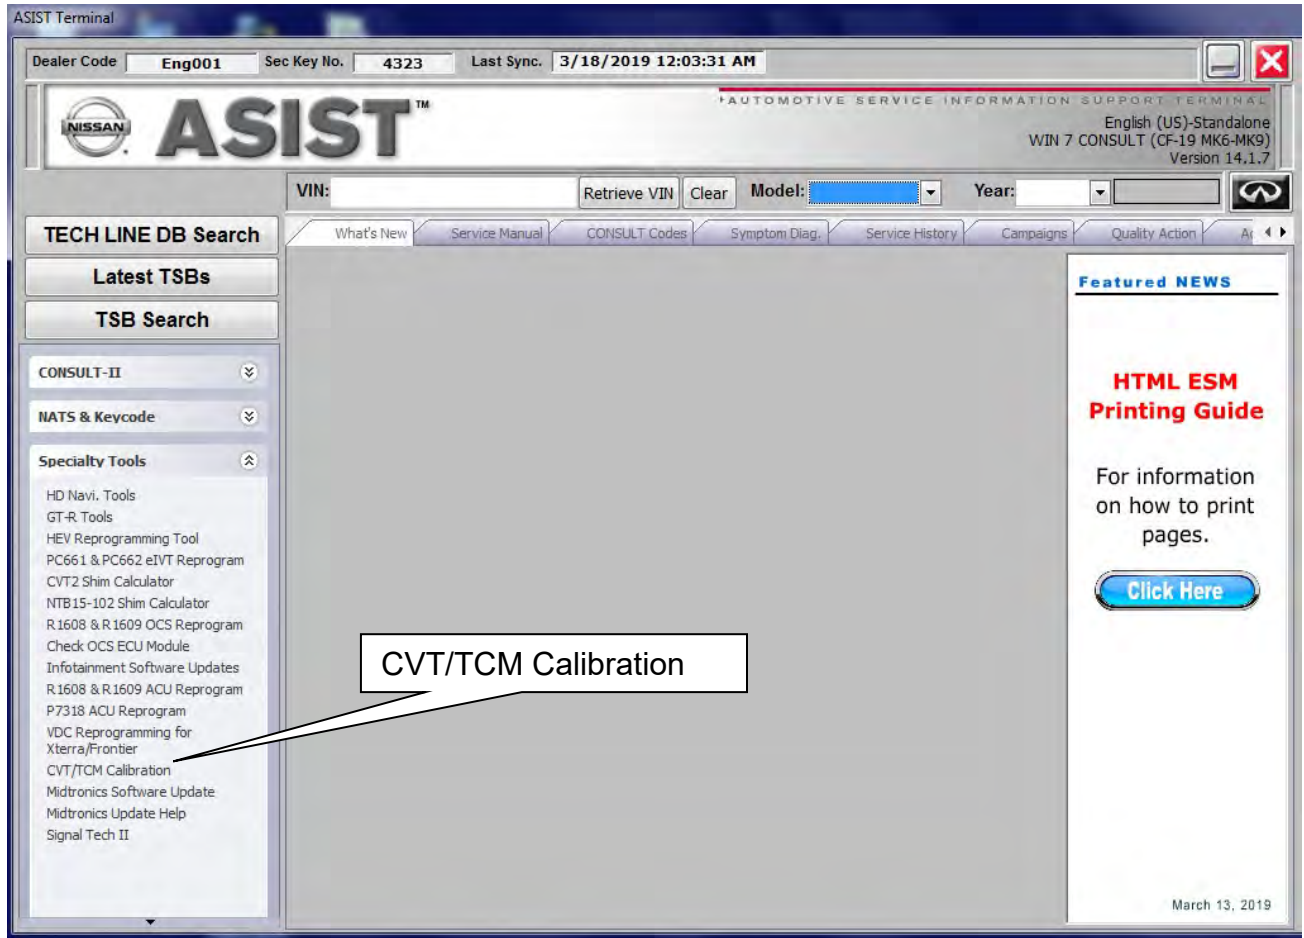 ASIST Terminal
Dealer Code Eng001 Sec Key No. 4323 Last Sync. 3/18/2019 12:03:31 AM
NISSAN ASIST™
AUTOMOTIVE SERVICE INFORMATION SUPPORT TERMINAL
English (US)-Standalone
WIN 7 CONSULT (CF-19 MK6-MK9)
Version 14.1.7
VIN: Retrieve VIN Clear Model: Year:
What's New Service Manual CONSULT Codes Symptom Diag. Service History Campaigns Quality Action
TECH LINE DB Search
Latest TSBs
TSB Search
CONSULT-II
NATS & Keycode
Specialty Tools
HD Navi. Tools
GT-R Tools
HEV Reprogramming Tool
PC661 & PC662 eIVT Reprogram
CVT2 Shim Calculator
NTB15-102 Shim Calculator
R1608 & R1609 OCS Reprogram
Check OCS ECU Module
Infotainment Software Updates
R1608 & R1609 ACU Reprogram
P7318 ACU Reprogram
VDC Reprogramming for
Xterra/Frontier
CVT/TCM Calibration
Midtronics Software Update
Midtronics Update Help
Signal Tech II
CVT/TCM Calibration
Featured NEWS
HTML ESM
Printing Guide
For information
on how to print
pages.
Click Here
March 13, 2019